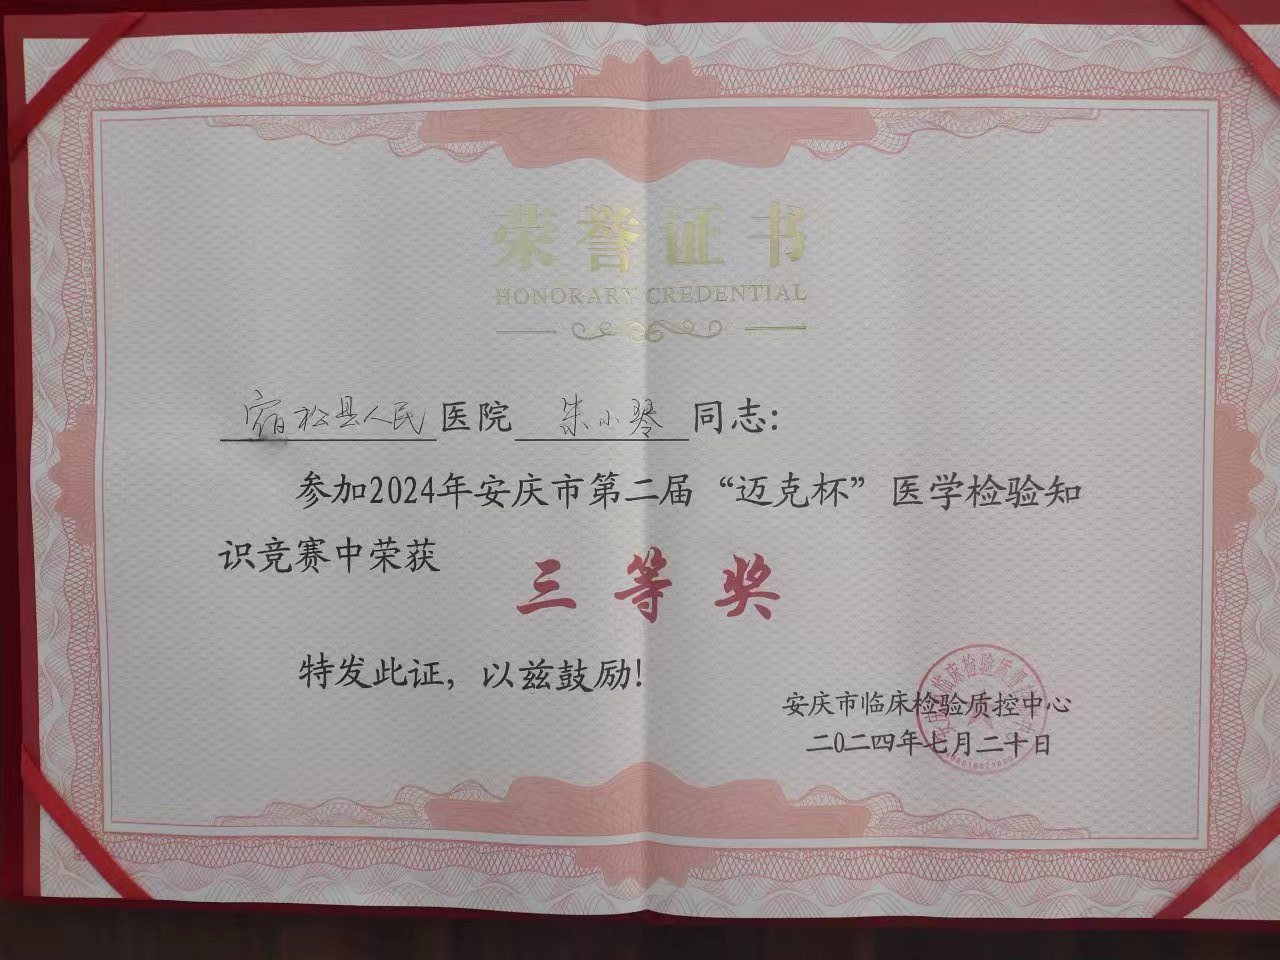 荣誉证书
HONORARY CREDENTIAL
宿松县人民医院 朱小琴 同志：
参加2024年安庆市第二届“迈克杯”医学检验知
识竞赛中荣获
三等奖
特发此证，以兹鼓励！
安庆市临床检验质控中心
二0二四年七月二十日